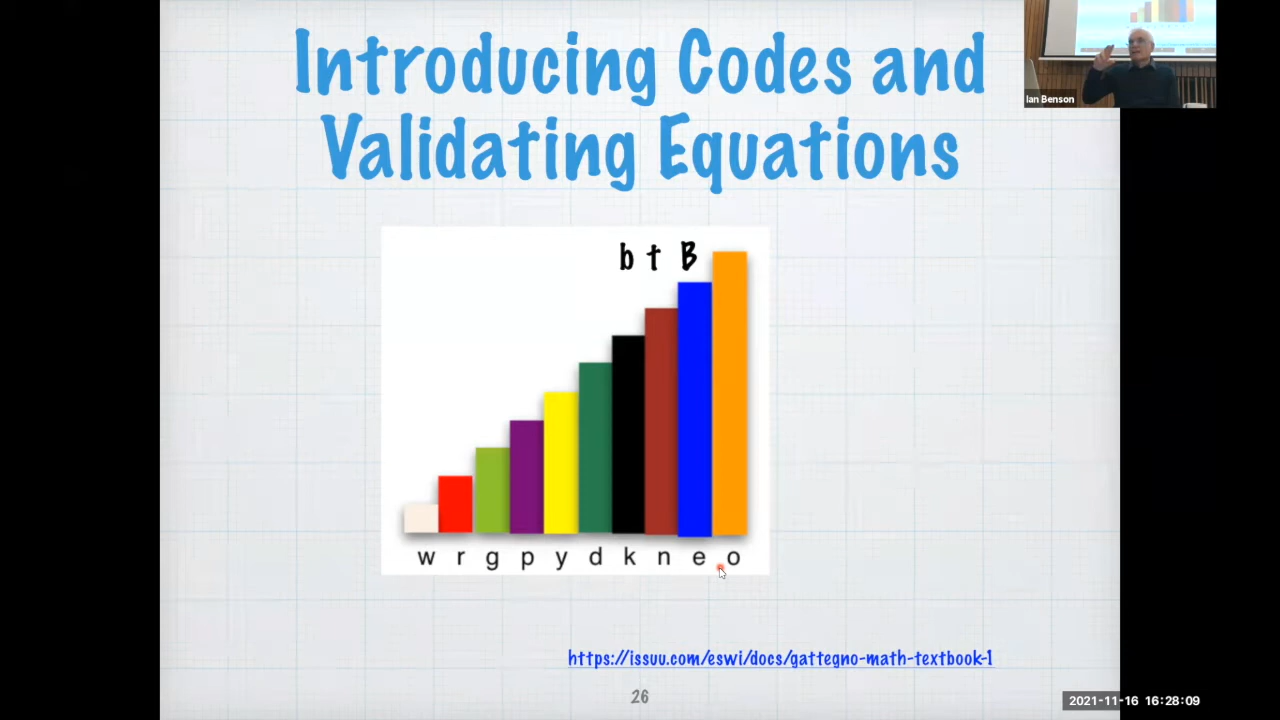 Introducing Codes and
Validating Equations
Ian Benson
b t B
w r g p y d k n e o
https://issuu.com/eswi/docs/gattegno-math-textbook-1
26
2021-11-16 16:28:09